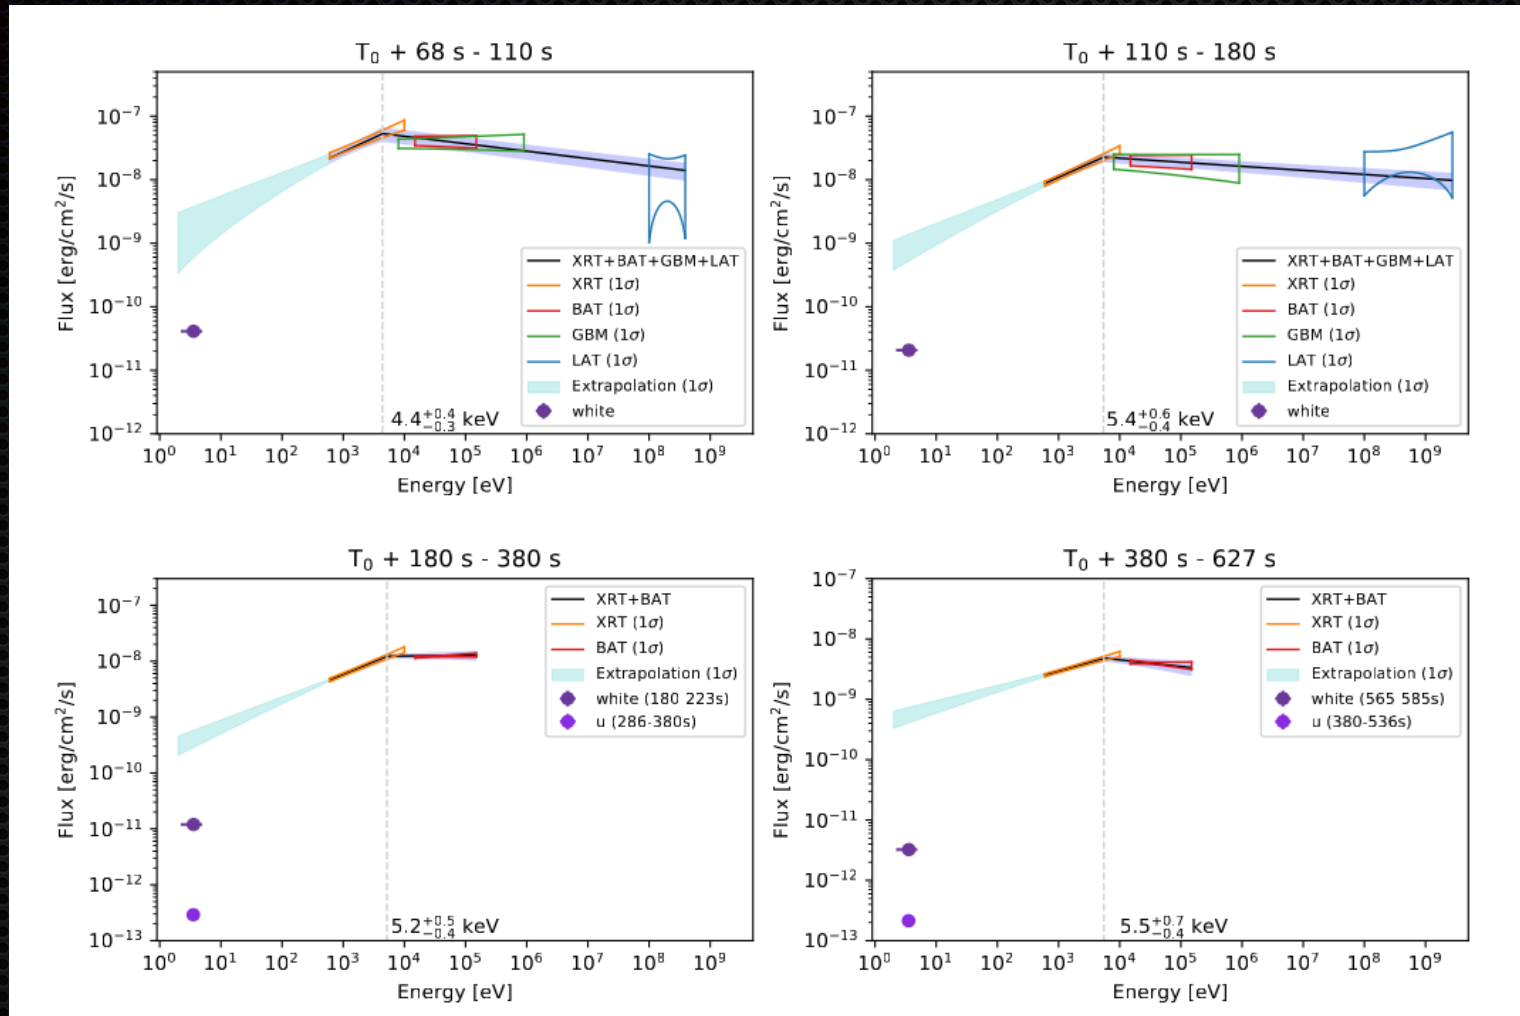 T₀ + 68 s - 110 s
10⁻⁷
10⁻⁸
10⁻⁹
10⁻¹⁰
10⁻¹¹
10⁻¹²
Flux [erg/cm²/s]
XRT+BAT+GBM+LAT
XRT (1σ)
BAT (1σ)
GBM (1σ)
LAT (1σ)
Extrapolation (1σ)
white
4.4⁺⁰·⁴₋₀.₃ keV
10⁰ 10¹ 10² 10³ 10⁴ 10⁵ 10⁶ 10⁷ 10⁸ 10⁹
Energy [eV]
T₀ + 110 s - 180 s
10⁻⁷
10⁻⁸
10⁻⁹
10⁻¹⁰
10⁻¹¹
10⁻¹²
Flux [erg/cm²/s]
XRT+BAT+GBM+LAT
XRT (1σ)
BAT (1σ)
GBM (1σ)
LAT (1σ)
Extrapolation (1σ)
white
5.4⁺⁰·⁶₋₀.₄ keV
10⁰ 10¹ 10² 10³ 10⁴ 10⁵ 10⁶ 10⁷ 10⁸ 10⁹
Energy [eV]
T₀ + 180 s - 380 s
10⁻⁷
10⁻⁸
10⁻⁹
10⁻¹⁰
10⁻¹¹
10⁻¹²
10⁻¹³
Flux [erg/cm²/s]
XRT+BAT
XRT (1σ)
BAT (1σ)
Extrapolation (1σ)
white (180 223s)
u (286-380s)
5.2⁺⁰·⁵₋₀.₄ keV
10⁰ 10¹ 10² 10³ 10⁴ 10⁵ 10⁶ 10⁷ 10⁸ 10⁹
Energy [eV]
T₀ + 380 s - 627 s
10⁻⁷
10⁻⁸
10⁻⁹
10⁻¹⁰
10⁻¹¹
10⁻¹²
10⁻¹³
Flux [erg/cm²/s]
XRT+BAT
XRT (1σ)
BAT (1σ)
Extrapolation (1σ)
white (565 585s)
u (380-536s)
5.5⁺⁰·⁷₋₀.₄ keV
10⁰ 10¹ 10² 10³ 10⁴ 10⁵ 10⁶ 10⁷ 10⁸ 10⁹
Energy [eV]